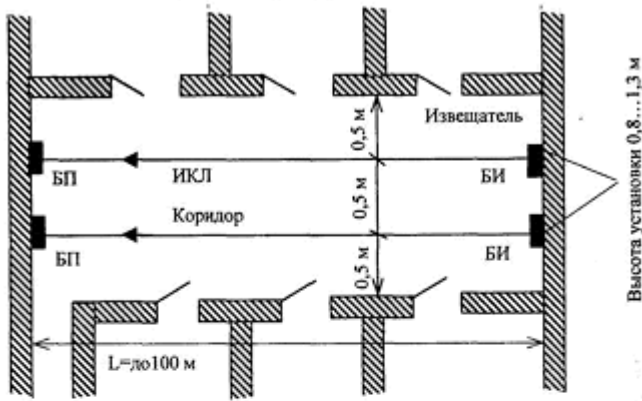 Извещатель
0,5 м
БП
ИКЛ
БИ
0,5 м
Коридор
БП
БИ
0,5 м
L=до100 м
Высота установки 0,8...1,3 м